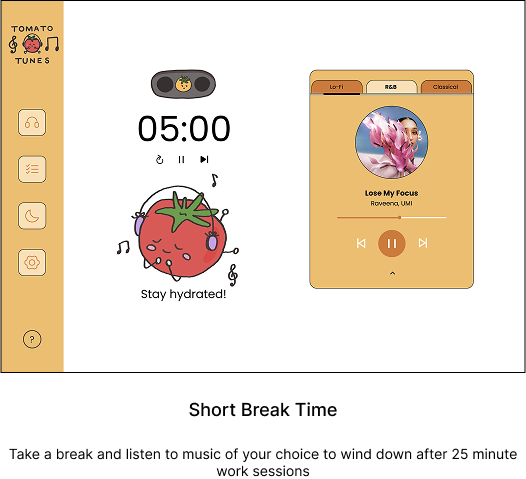 TOMATO
TUNES
05:00
Stay hydrated!
?
Lo-Fi
R&B
Classical
Lose My Focus
Raveena, UMI
Short Break Time
Take a break and listen to music of your choice to wind down after 25 minute
work sessions